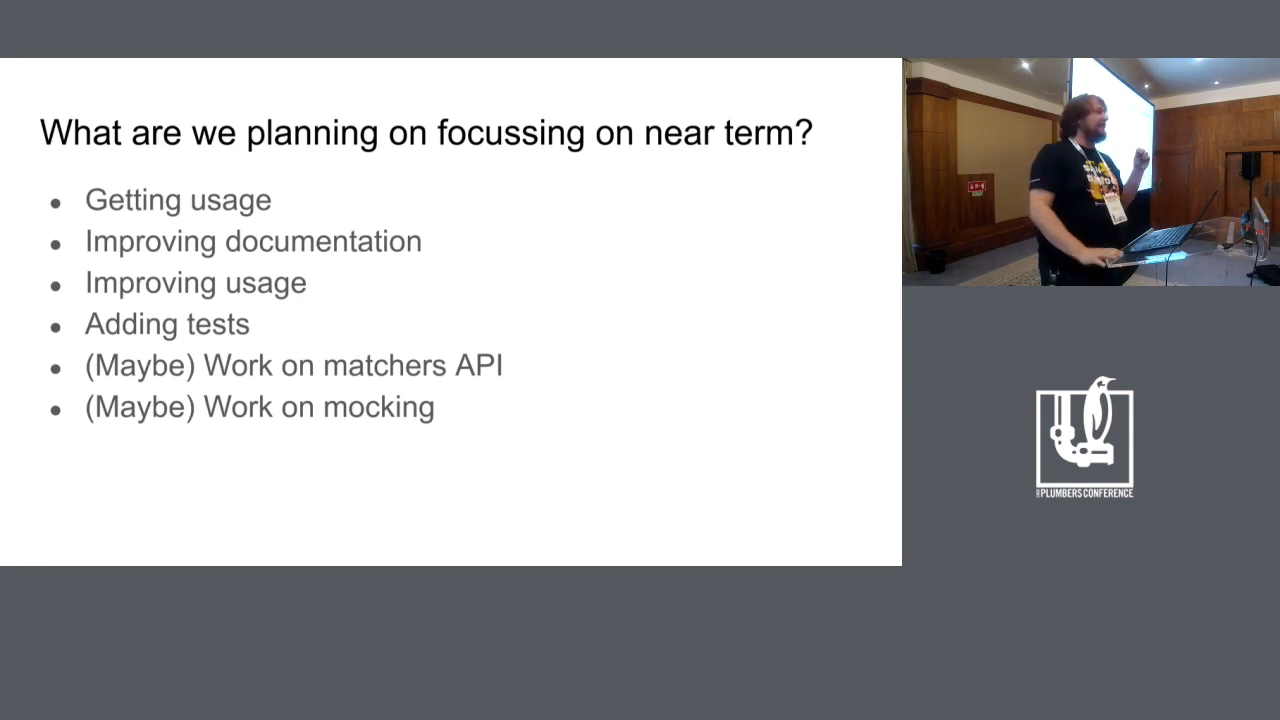 What are we planning on focussing on near term?
● Getting usage
● Improving documentation
● Improving usage
● Adding tests
● (Maybe) Work on matchers API
● (Maybe) Work on mocking
PLUMBERS CONFERENCE